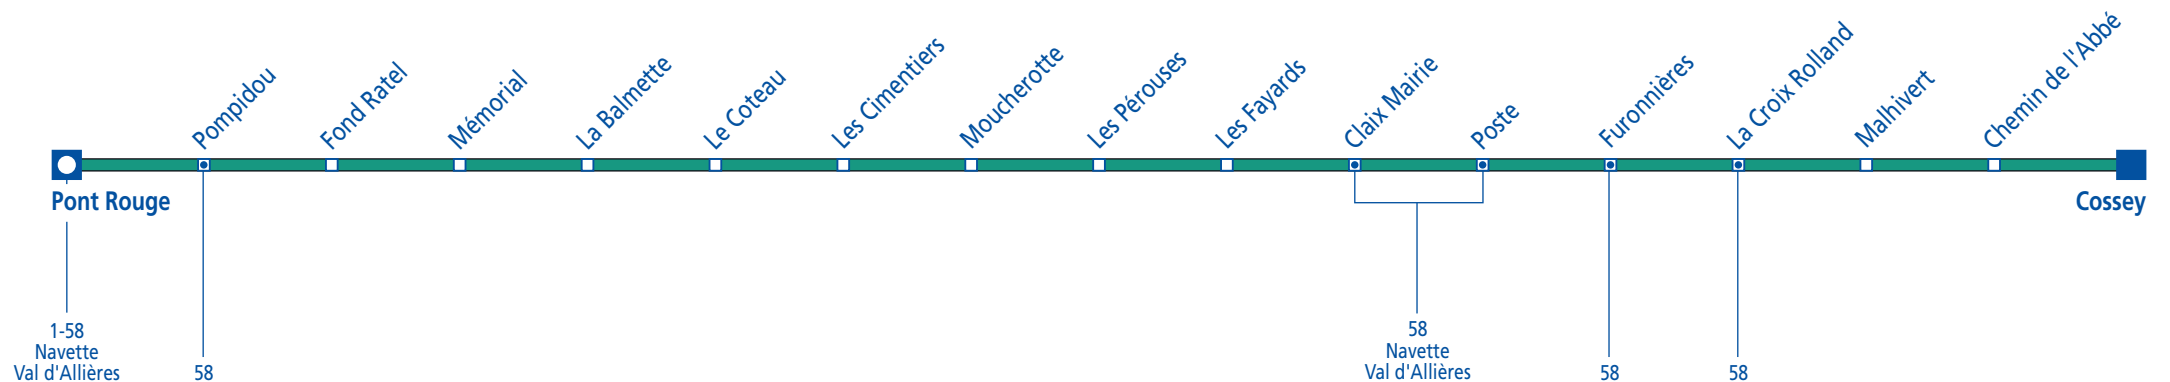 Pompidou
Fond Ratel
Mémorial
La Balmette
Le Coteau
Les Cimentiers
Moucherotte
Les Pérouses
Les Fayards
Claix Mairie
Poste
Furonnières
La Croix Rolland
Malhivert
Chemin de l'Abbé
Pont Rouge
Cossey
1-58
Navette
Val d'Allières
58
58
Navette
Val d'Allières
58
58